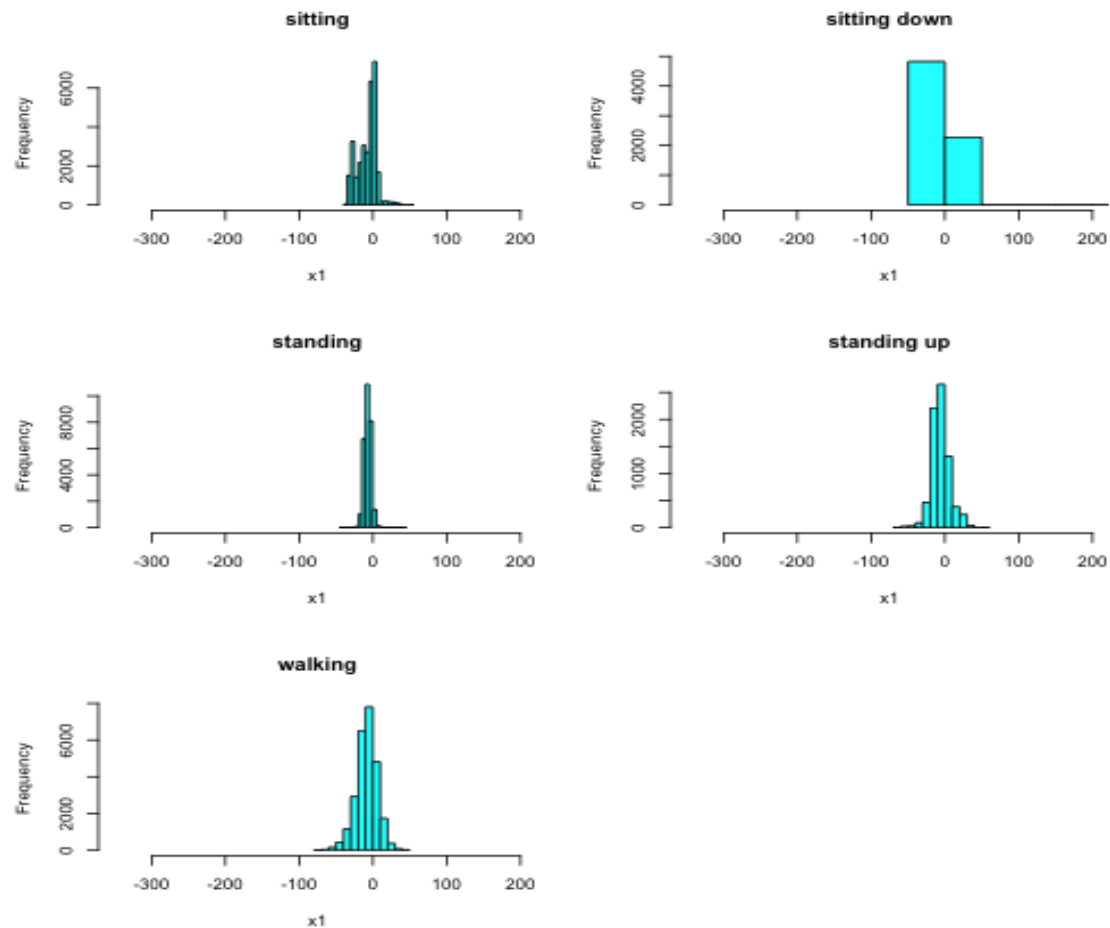 sitting
Frequency
0 2000 6000
-300 -200 -100 0 100 200
x1
sitting down
Frequency
0 2000 4000
-300 -200 -100 0 100 200
x1
standing
Frequency
0 4000 8000
-300 -200 -100 0 100 200
x1
standing up
Frequency
0 1000 2000
-300 -200 -100 0 100 200
x1
walking
Frequency
0 2000 6000
-300 -200 -100 0 100 200
x1